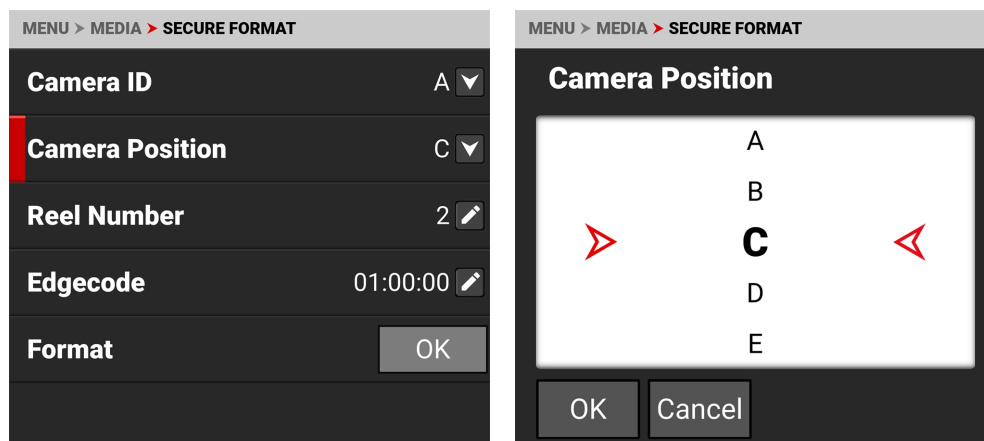 MENU > MEDIA > SECURE FORMAT
Camera ID A
Camera Position C
Reel Number 2
Edgecode 01:00:00
Format OK
MENU > MEDIA > SECURE FORMAT
Camera Position
A
B
C
D
E
OK Cancel